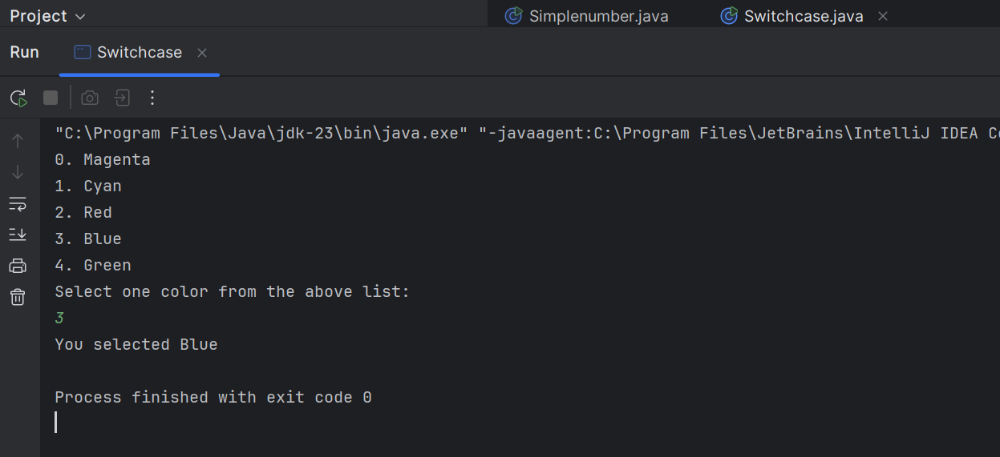 Project
Simplenumber.java
Switchcase.java
Run
Switchcase
"C:\Program Files\Java\jdk-23\bin\java.exe" "-javaagent:C:\Program Files\JetBrains\IntelliJ IDEA
0. Magenta
1. Cyan
2. Red
3. Blue
4. Green
Select one color from the above list:
3
You selected Blue
Process finished with exit code 0